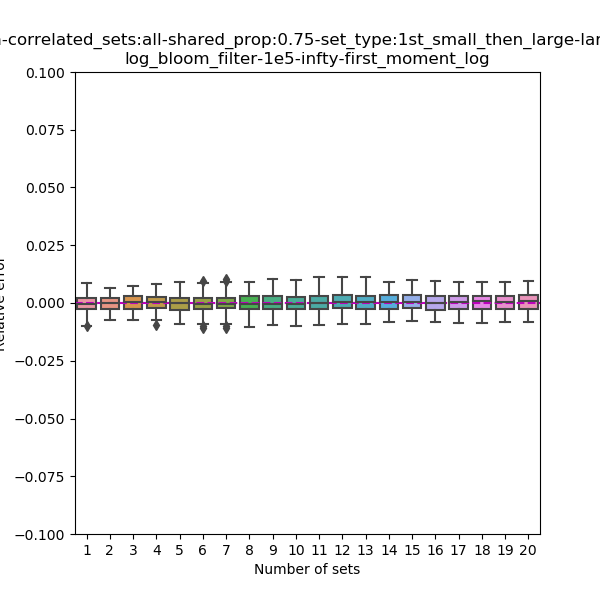 -correlated_sets:all-shared_prop:0.75-set_type:1st_small_then_large-lar
log_bloom_filter-1e5-infty-first_moment_log
0.100
0.075
0.050
0.025
0.000
−0.025
−0.050
−0.075
−0.100
Relative error
1 2 3 4 5 6 7 8 9 10 11 12 13 14 15 16 17 18 19 20
Number of sets